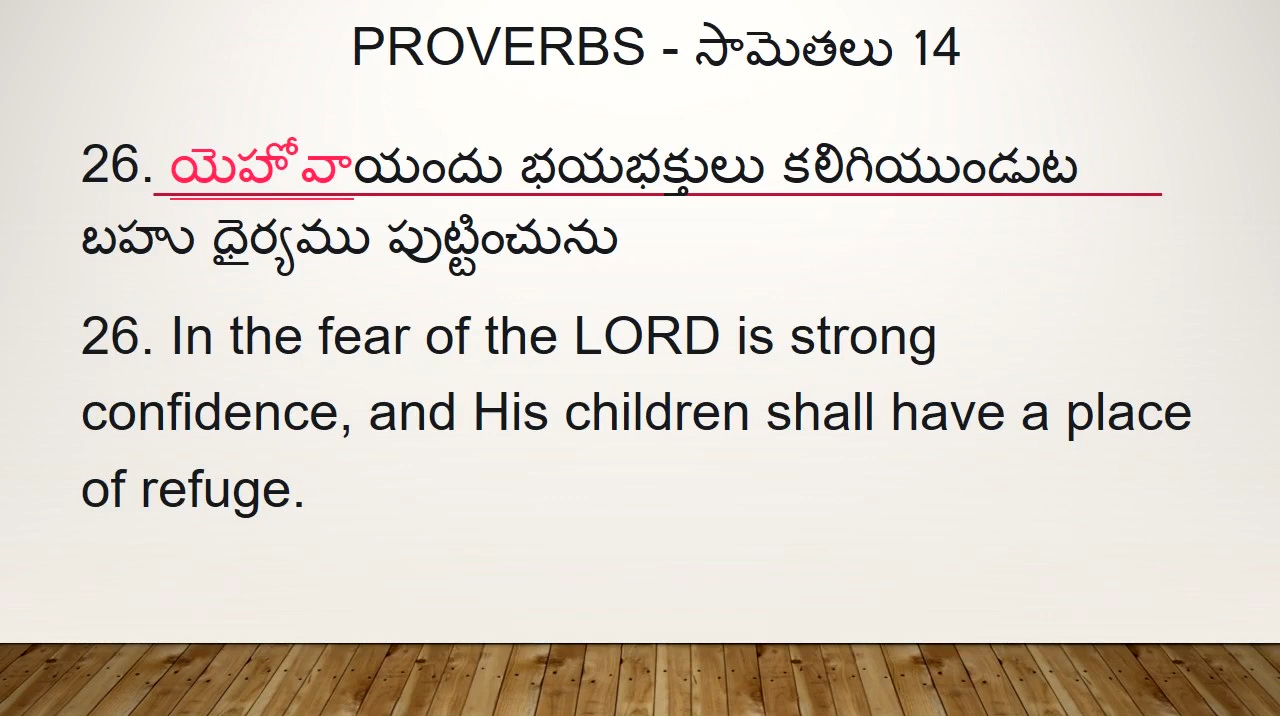 PROVERBS - సామెతలు 14
26. యెహోవాయందు భయభక్తులు కలిగియుండుట
బహు ధైర్యము పుట్టించును
26. In the fear of the LORD is strong
confidence, and His children shall have a place
of refuge.